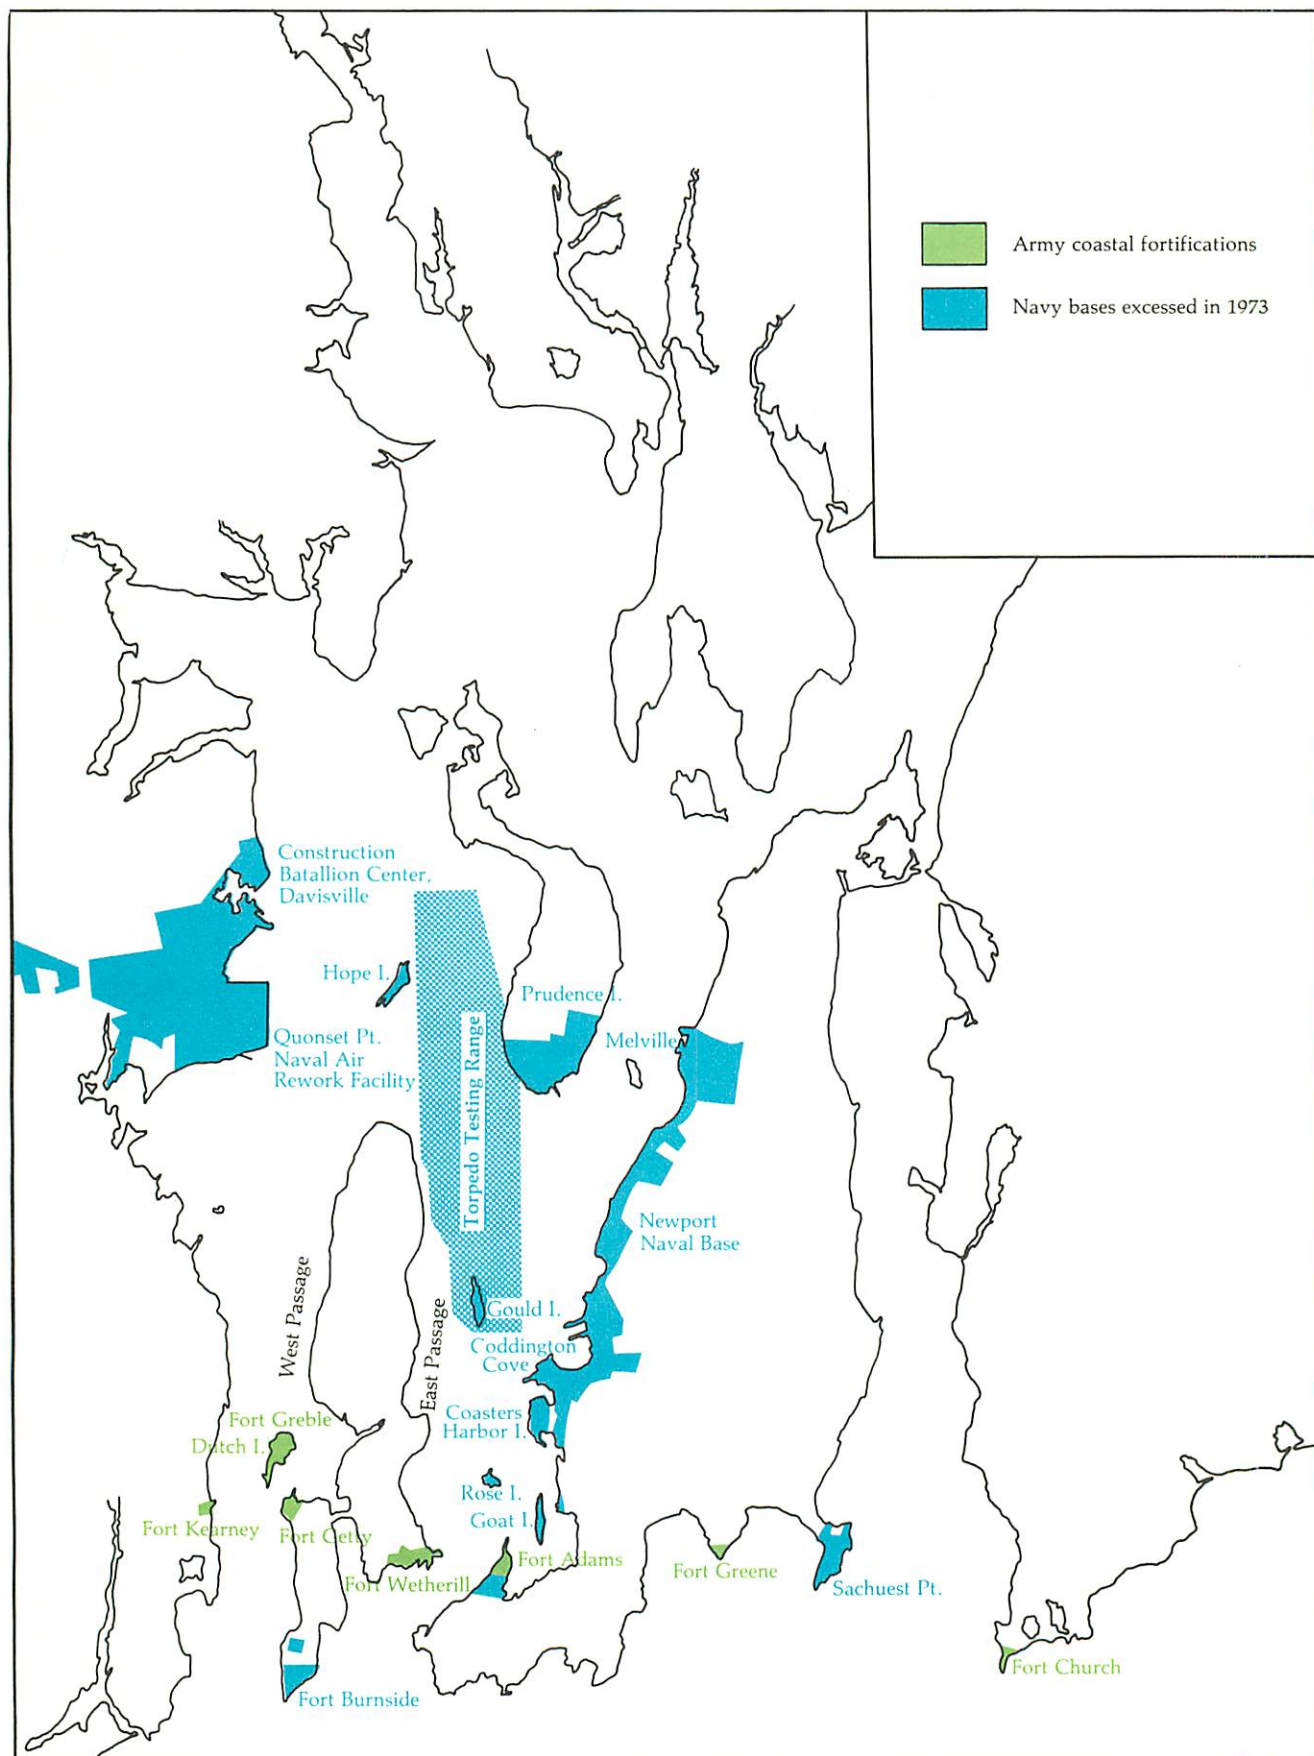 Army coastal fortifications
Navy bases excessed in 1973
Construction
Batallion Center,
Davisville
Hope I.
Prudence I.
Quonset Pt.
Naval Air
Rework Facility
Torpedo Testing Range
Melville
Newport
Naval Base
West Passage
East Passage
Gould I.
Coddington
Cove
Coasters
Harbor I.
Fort Greble
Dutch I.
Rose I.
Goat I.
Fort Kearney
Fort Getty
Fort Wetherill
Fort Adams
Fort Greene
Sachuest Pt.
Fort Church
Fort Burnside